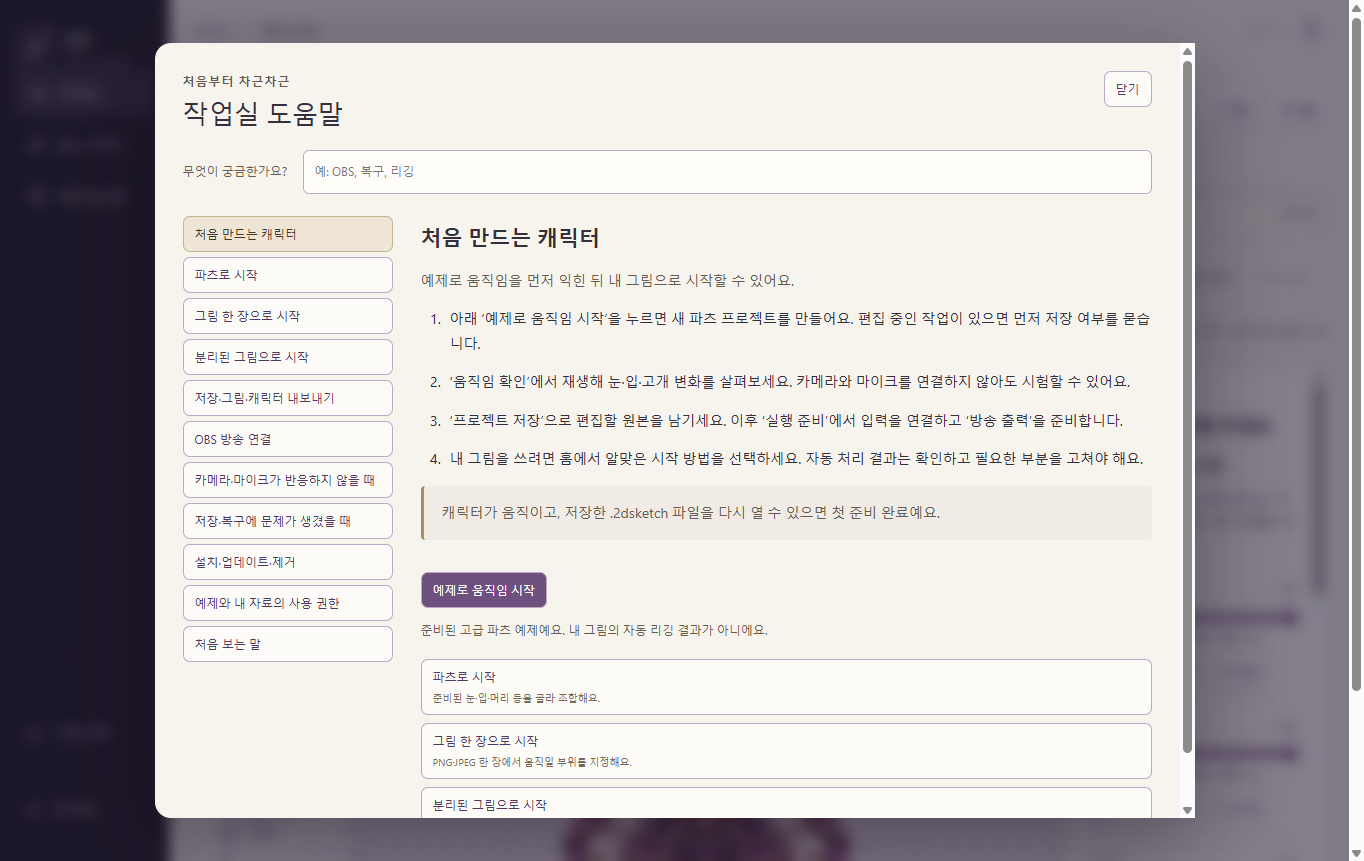 처음부터 차근차근
작업실 도움말
닫기
무엇이 궁금한가요?
예: OBS, 복구, 리깅
처음 만드는 캐릭터
파츠로 시작
그림 한 장으로 시작
분리된 그림으로 시작
저장·그림·캐릭터 내보내기
OBS 방송 연결
카메라·마이크가 반응하지 않을 때
저장·복구에 문제가 생겼을 때
설치·업데이트·제거
예제와 내 자료의 사용 권한
처음 보는 말
처음 만드는 캐릭터
예제로 움직임을 먼저 익힌 뒤 내 그림으로 시작할 수 있어요.
1. 아래 ‘예제로 움직임 시작’을 누르면 새 파츠 프로젝트를 만들어요. 편집 중인 작업이 있으면 먼저 저장 여부를 묻습
니다.
2. ‘움직임 확인’에서 재생해 눈·입·고개 변화를 살펴보세요. 카메라와 마이크를 연결하지 않아도 시험할 수 있어요.
3. ‘프로젝트 저장’으로 편집할 원본을 남기세요. 이후 ‘실행 준비’에서 입력을 연결하고 ‘방송 출력’을 준비합니다.
4. 내 그림을 쓰려면 홈에서 알맞은 시작 방법을 선택하세요. 자동 처리 결과는 확인하고 필요한 부분을 고쳐야 해요.
캐릭터가 움직이고, 저장한 .2dsketch 파일을 다시 열 수 있으면 첫 준비 완료예요.
예제로 움직임 시작
준비된 고급 파츠 예제예요. 내 그림의 자동 리깅 결과가 아니에요.
파츠로 시작
준비된 눈·입·머리 등을 골라 조합해요.
그림 한 장으로 시작
PNG·JPEG 한 장에서 움직일 부위를 지정해요.
분리된 그림으로 시작